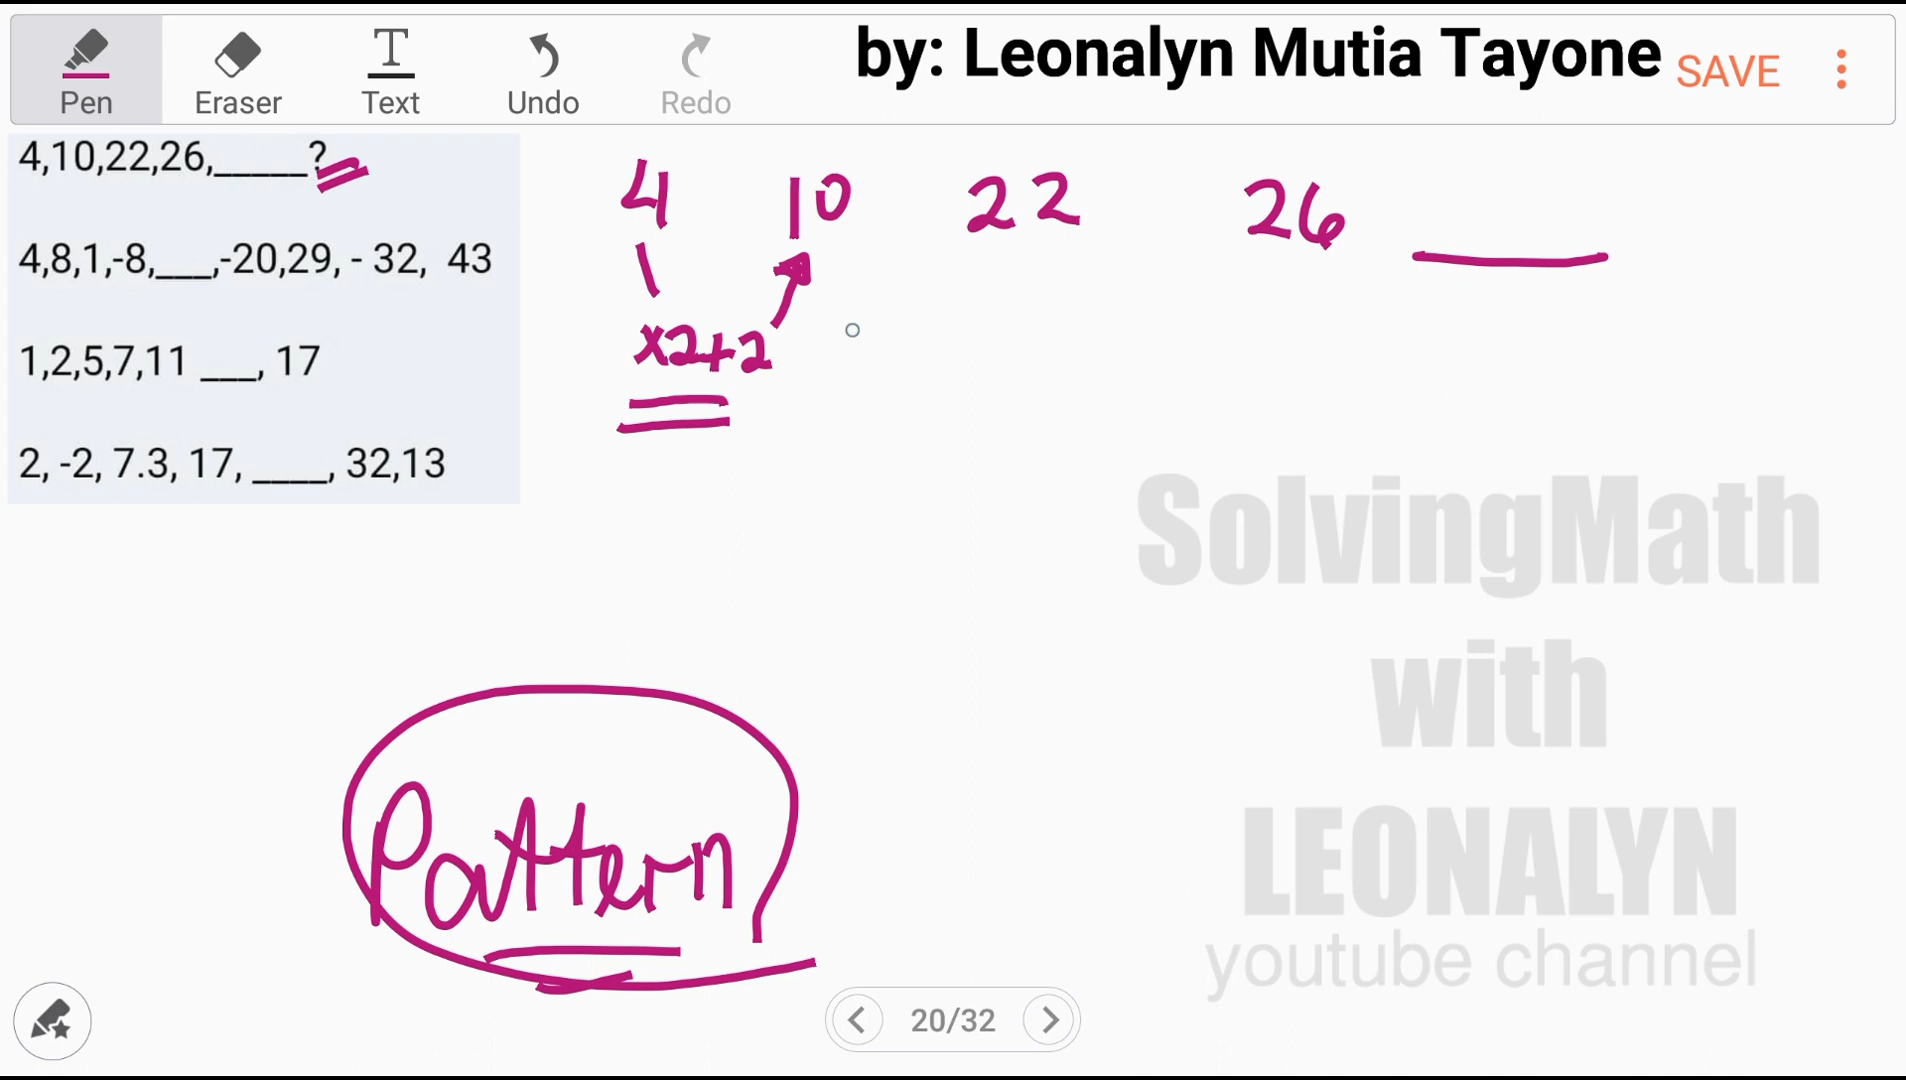 by: Leonalyn Mutia Tayone
SAVE
Pen
Eraser
Text
Undo
Redo
4,10,22,26,_____?
4,8,1,-8,___,-20,29, - 32, 43
1,2,5,7,11 ___, 17
2, -2, 7.3, 17, ____, 32,13
4 10 22 26 ____
x2+2
Pattern
SolvingMath
with
LEONALYN
youtube channel
20/32